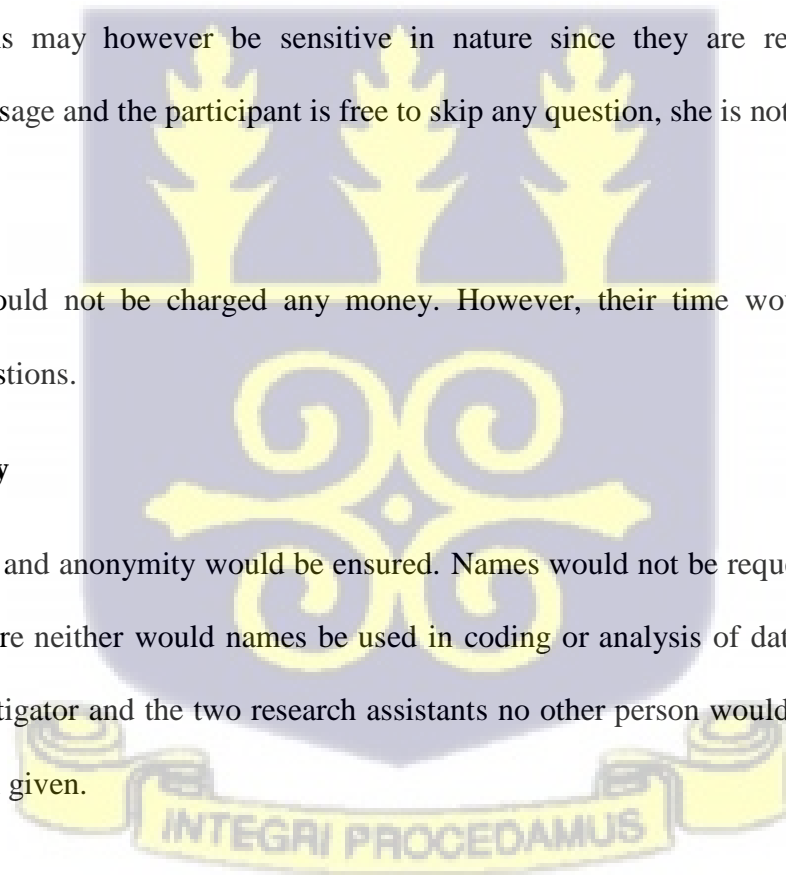 is may however be sensitive in nature since they are re
sage and the participant is free to skip any question, she is not
ould not be charged any money. However, their time wo
stions.
y
and anonymity would be ensured. Names would not be reque
re neither would names be used in coding or analysis of dat
tigator and the two research assistants no other person would
given.
INTEGRI PROCEDAMUS